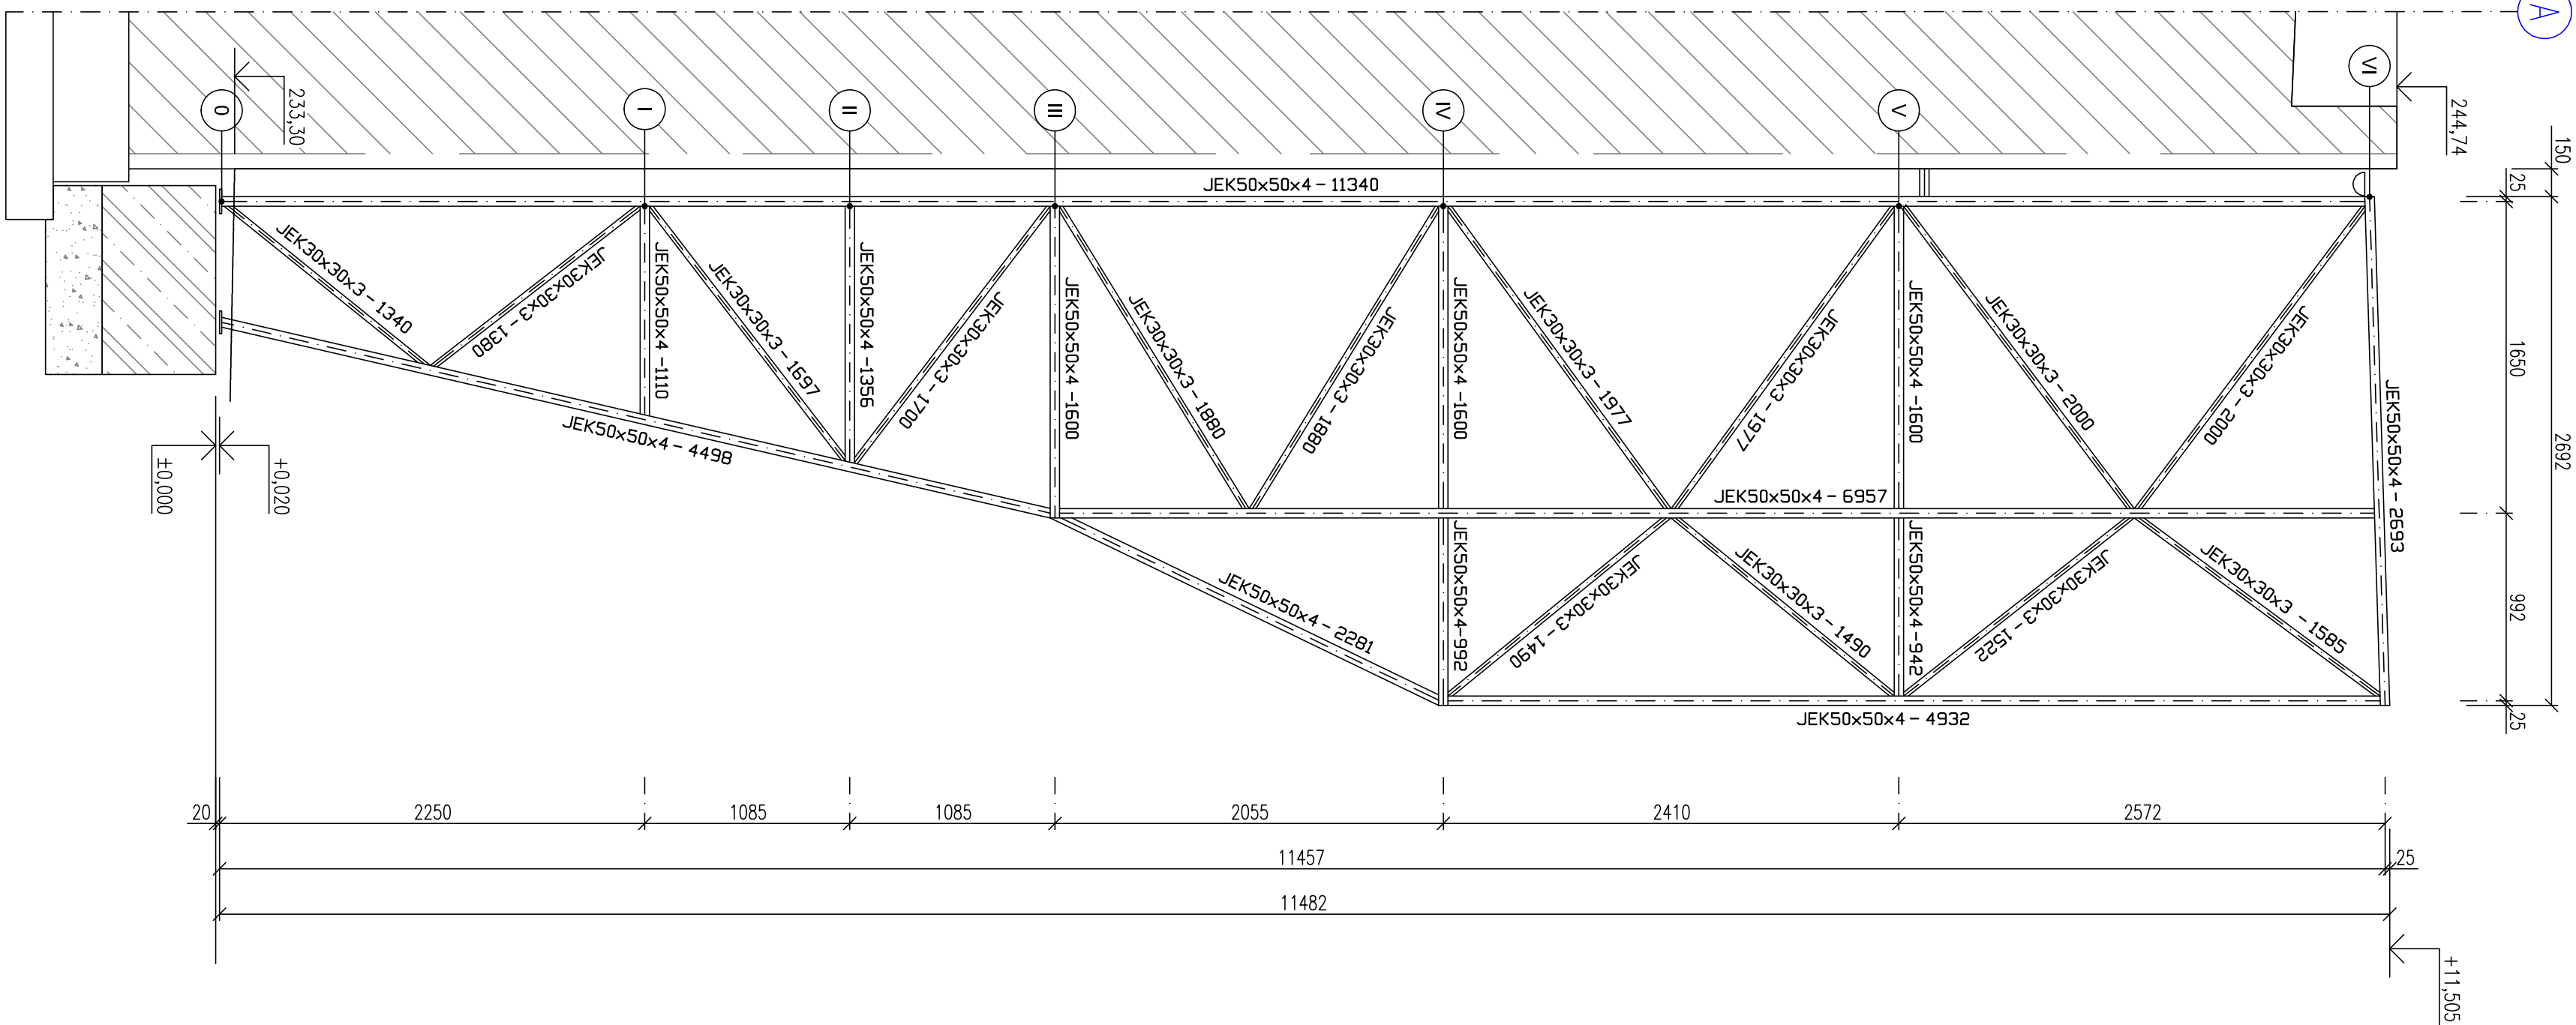 A
VI
244,74
150
233,30
0
I
II
III
IV
V
25
JEK50x50x4 - 11340
1650
2692
992
25
JEK30x30x3 - 1340
JEK30x30x3 - 1380
JEK50x50x4 -1110
JEK30x30x3 - 1697
JEK50x50x4 -1356
JEK30x30x3 - 1700
JEK50x50x4 -1600
JEK30x30x3 - 1880
JEK30x30x3 - 1880
JEK50x50x4 -1600
JEK30x30x3 - 1977
JEK30x30x3 - 1977
JEK50x50x4 -1600
JEK30x30x3 - 2000
JEK30x30x3 - 2000
JEK50x50x4 - 2693
JEK50x50x4 - 4498
JEK50x50x4 - 6957
±0,000
+0,020
JEK50x50x4 - 2281
JEK50x50x4-992
JEK30x30x3 - 1490
JEK30x30x3 - 1490
JEK50x50x4-942
JEK30x30x3 - 1522
JEK30x30x3 - 1585
JEK50x50x4 - 4932
20
2250
1085
1085
2055
2410
2572
11457
25
11482
+11,505